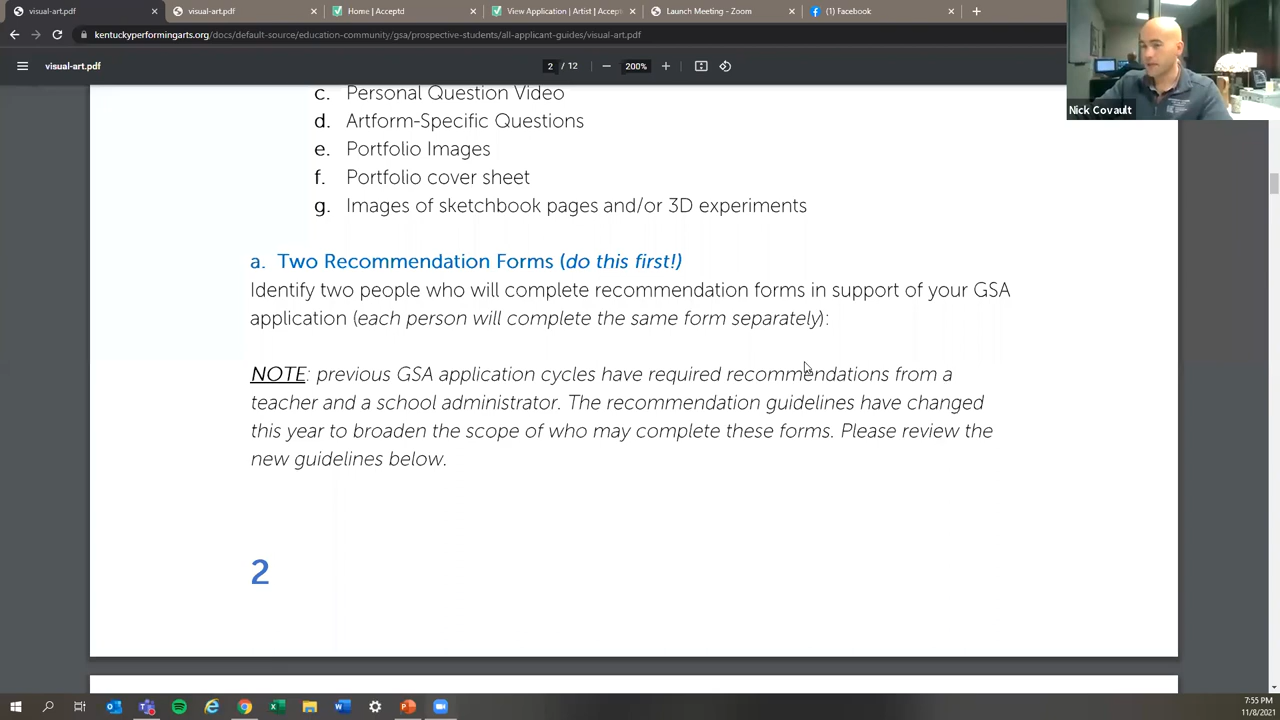 visual-art.pdf
visual-art.pdf
Home | Acceptd
View Application | Artist | Accept
Launch Meeting - Zoom
(1) Facebook
kentuckyperformingarts.org/docs/default-source/education-community/gsa/prospective-students/all-applicant-guides/visual-art.pdf
visual-art.pdf
2 / 12
200%
Nick Covault
c. Personal Question Video
d. Artform-Specific Questions
e. Portfolio Images
f. Portfolio cover sheet
g. Images of sketchbook pages and/or 3D experiments
a. Two Recommendation Forms (do this first!)
Identify two people who will complete recommendation forms in support of your GSA
application (each person will complete the same form separately):
NOTE: previous GSA application cycles have required recommendations from a
teacher and a school administrator. The recommendation guidelines have changed
this year to broaden the scope of who may complete these forms. Please review the
new guidelines below.
2
7:55 PM
11/8/2021